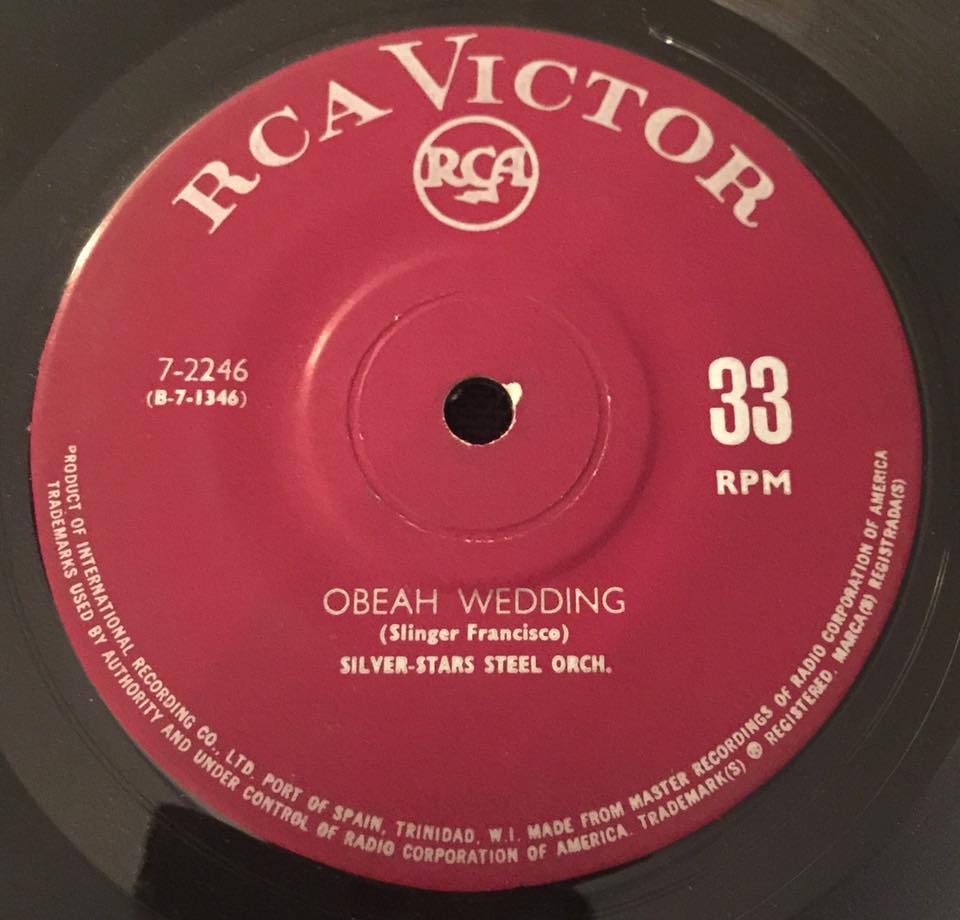 RCA VICTOR
RCA
7-2246
(B-7-1346)
33
RPM
OBEAH WEDDING
(Slinger Francisco)
SILVER-STARS STEEL ORCH.
PRODUCT OF INTERNATIONAL RECORDING CO., LTD. PORT OF SPAIN, TRINIDAD, W.I. MADE FROM MASTER RECORDINGS OF RADIO CORPORATION OF AMERICA
TRADEMARKS USED BY AUTHORITY AND UNDER CONTROL OF RADIO CORPORATION OF AMERICA. TRADEMARK(S) ® REGISTERED. MARCA(S) REGISTRADA(S)